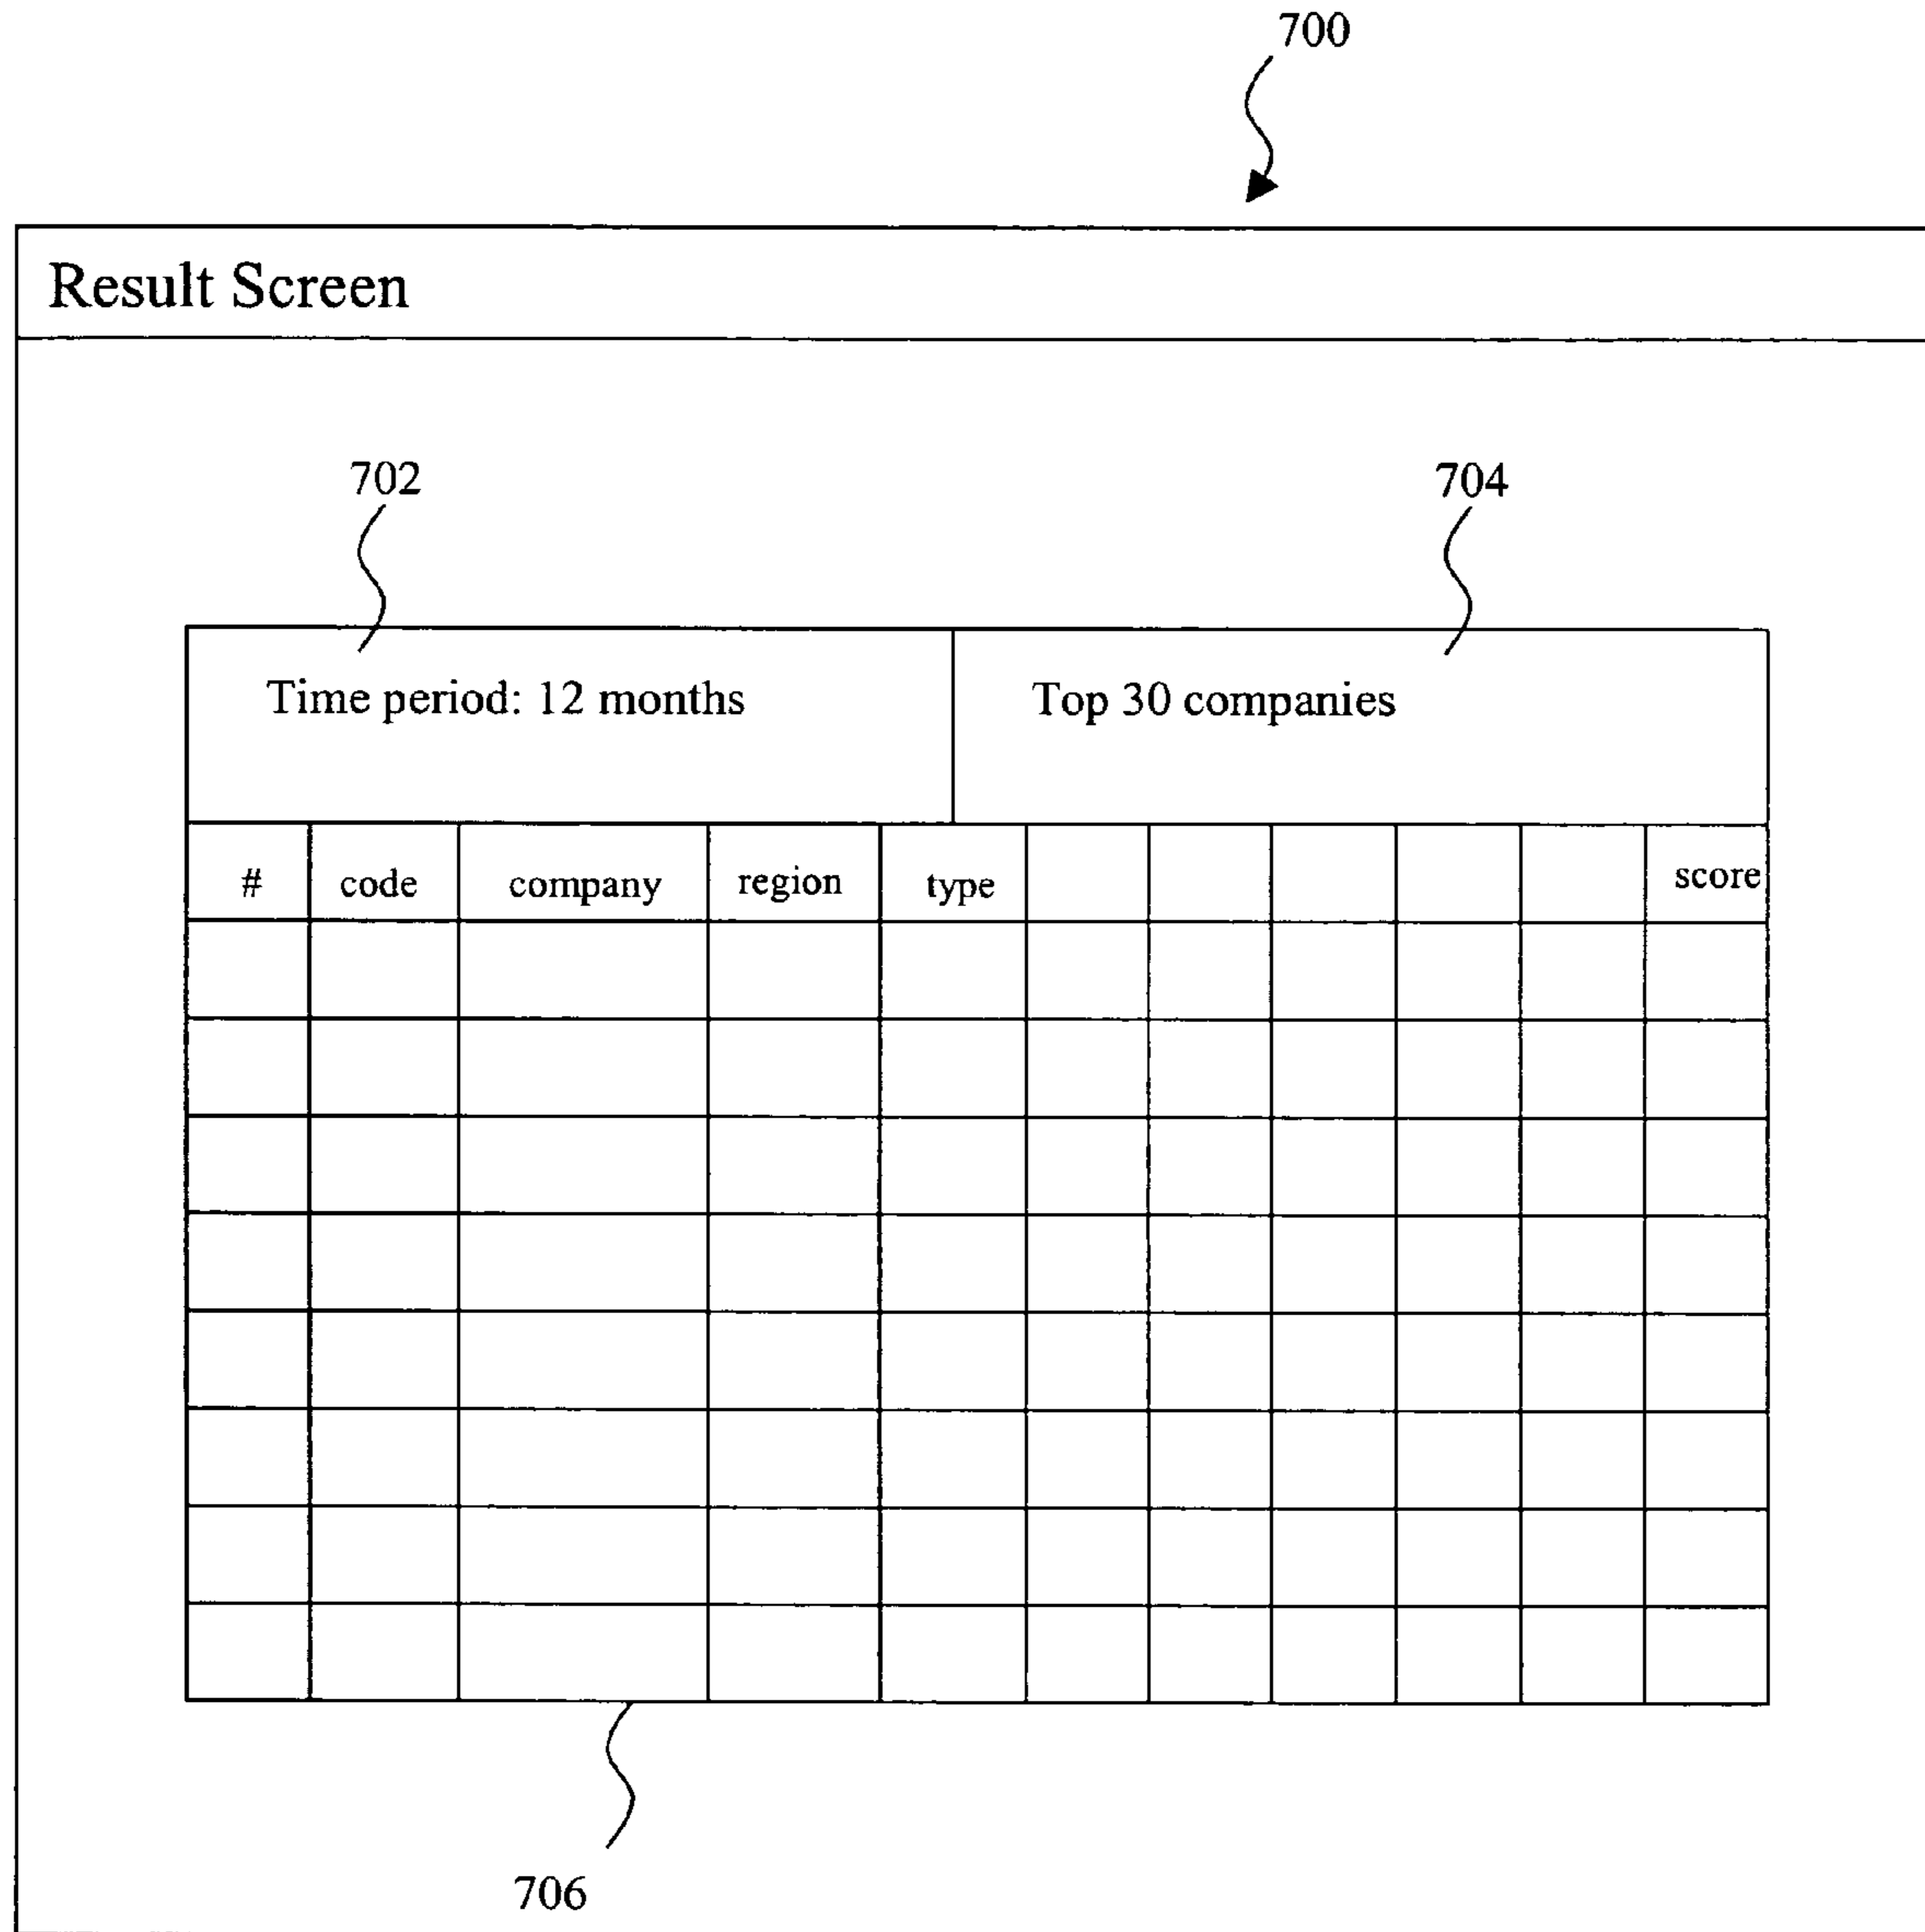 700
Result Screen
702 704
Time period: 12 months Top 30 companies
# code company region type score
706